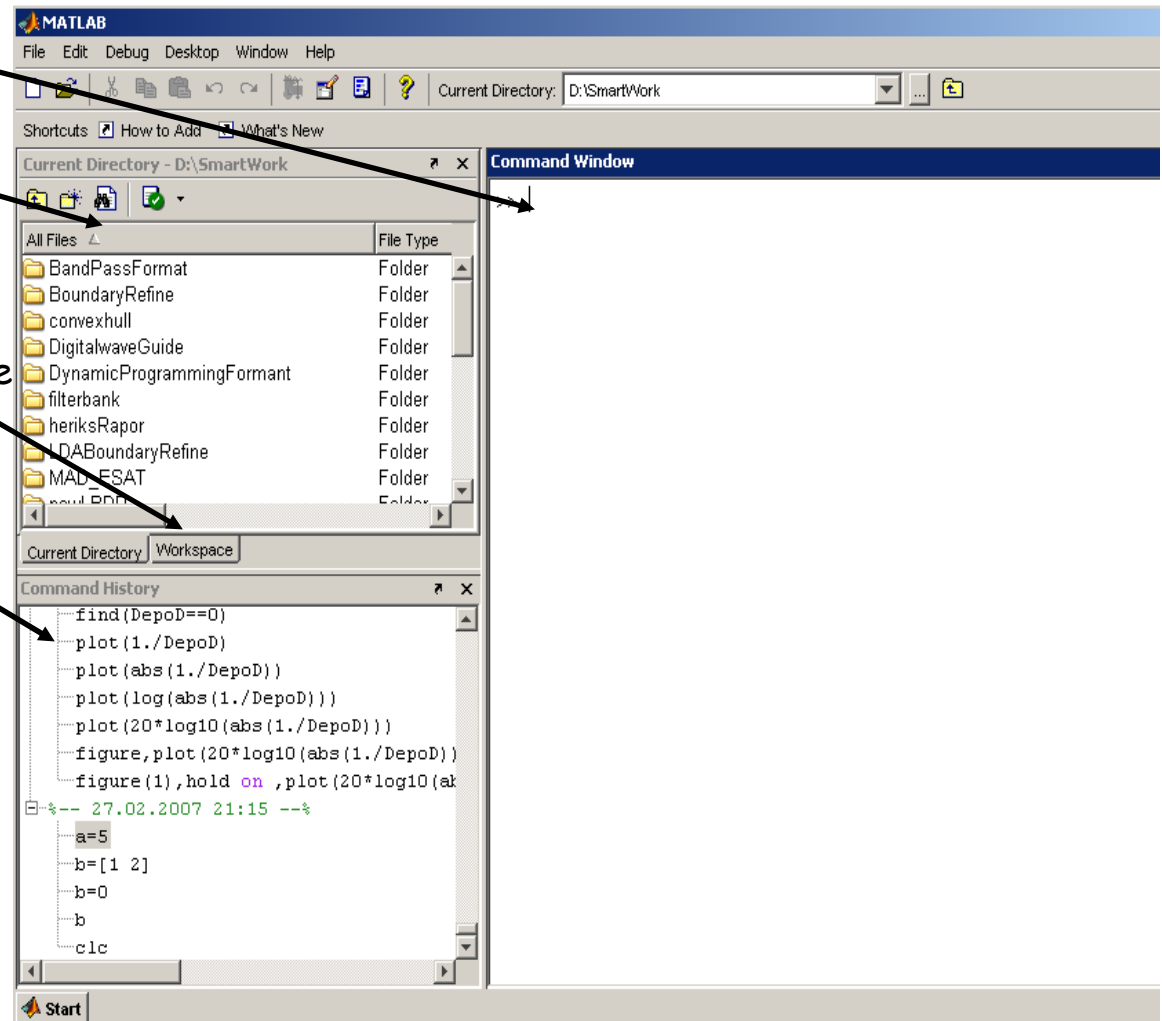 MATLAB
File Edit Debug Desktop Window Help
Current Directory: D:\SmartWork ...
Shortcuts How to Add What's New
Current Directory - D:\SmartWork
Command Window
>>
All Files File Type
BandPassFormat Folder
BoundaryRefine Folder
convexhull Folder
DigitalwaveGuide Folder
e
DynamicProgrammingFormant Folder
filterbank Folder
heriksRapor Folder
LDABoundaryRefine Folder
MAD_ESAT Folder
Folder
Current Directory Workspace
Command History
find(DepoD==0)
plot(1./DepoD)
plot(abs(1./DepoD))
plot(log(abs(1./DepoD)))
plot(20*log10(abs(1./DepoD)))
figure,plot(20*log10(abs(1./DepoD))
figure(1),hold on ,plot(20*log10(ab
%-- 27.02.2007 21:15 --%
a=5
b=[1 2]
b=0
b
clc
Start